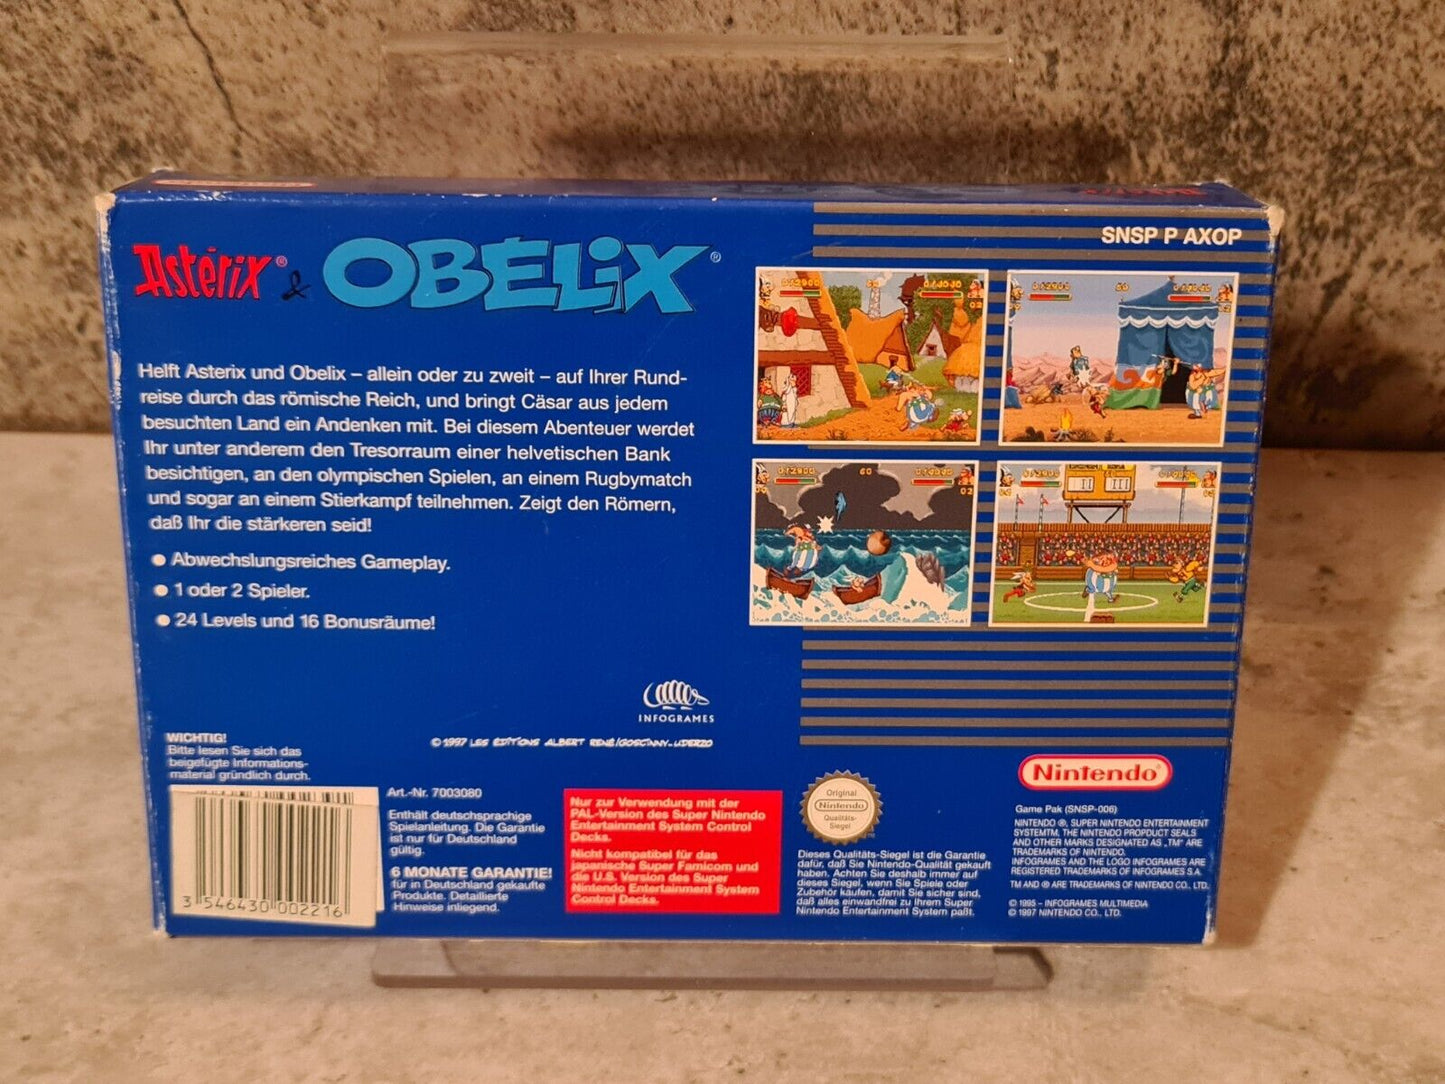 SNSP P AXOP
Astérix® & OBÉLiX®
Helft Asterix und Obelix – allein oder zu zweit – auf Ihrer Rund-
reise durch das römische Reich, und bringt Cäsar aus jedem
besuchten Land ein Andenken mit. Bei diesem Abenteuer werdet
Ihr unter anderem den Tresorraum einer helvetischen Bank
besichtigen, an den olympischen Spielen, an einem Rugbymatch
und sogar an einem Stierkampf teilnehmen. Zeigt den Römern,
daß Ihr die stärkeren seid!
Abwechslungsreiches Gameplay.
1 oder 2 Spieler.
24 Levels und 16 Bonusräume!
INFOGRAMES
© 1997 LES ÉDITIONS ALBERT RENÉ/GOSCINNY-UDERZO
WICHTIG!
Bitte lesen Sie sich das
beigefügte Informations-
material gründlich durch.
3 546430 002216
Art.-Nr. 7003080
Enthält deutschsprachige
Spielanleitung. Die Garantie
ist nur für Deutschland
gültig.
6 MONATE GARANTIE!
für in Deutschland gekaufte
Produkte. Detaillierte
Hinweise inliegend.
Nur zur Verwendung mit der
PAL-Version des Super Nintendo
Entertainment System Control
Decks.
Nicht kompatibel für das
japanische Super Famicom und
die U.S. Version des Super
Nintendo Entertainment System
Control Decks.
Original
Nintendo
Qualitäts-
Siegel
Dieses Qualitäts-Siegel ist die Garantie
dafür, daß Sie Nintendo-Qualität gekauft
haben. Achten Sie deshalb immer auf
dieses Siegel, wenn Sie Spiele oder
Zubehör kaufen, damit Sie sicher sind,
daß alles einwandfrei zu Ihrem Super
Nintendo Entertainment System paßt.
Nintendo®
Game Pak (SNSP-006)
NINTENDO ®, SUPER NINTENDO ENTERTAINMENT
SYSTEMTM, THE NINTENDO PROPDUCT SEALS
AND OTHER MARKS DESIGNATED AS „TM" ARE
TRADEMARKS OF NINTENDO.
INFOGRAMES AND THE LOGO INFOGRAMES ARE
REGISTERED TRADEMARKS OF INFOGRAMES S.A.
TM AND ® ARE TRADEMARKS OF NINTENDO CO., LTD.
© 1995 – INFOGRAMES MULTIMEDIA
© 1997 NINTENDO CO., LTD.